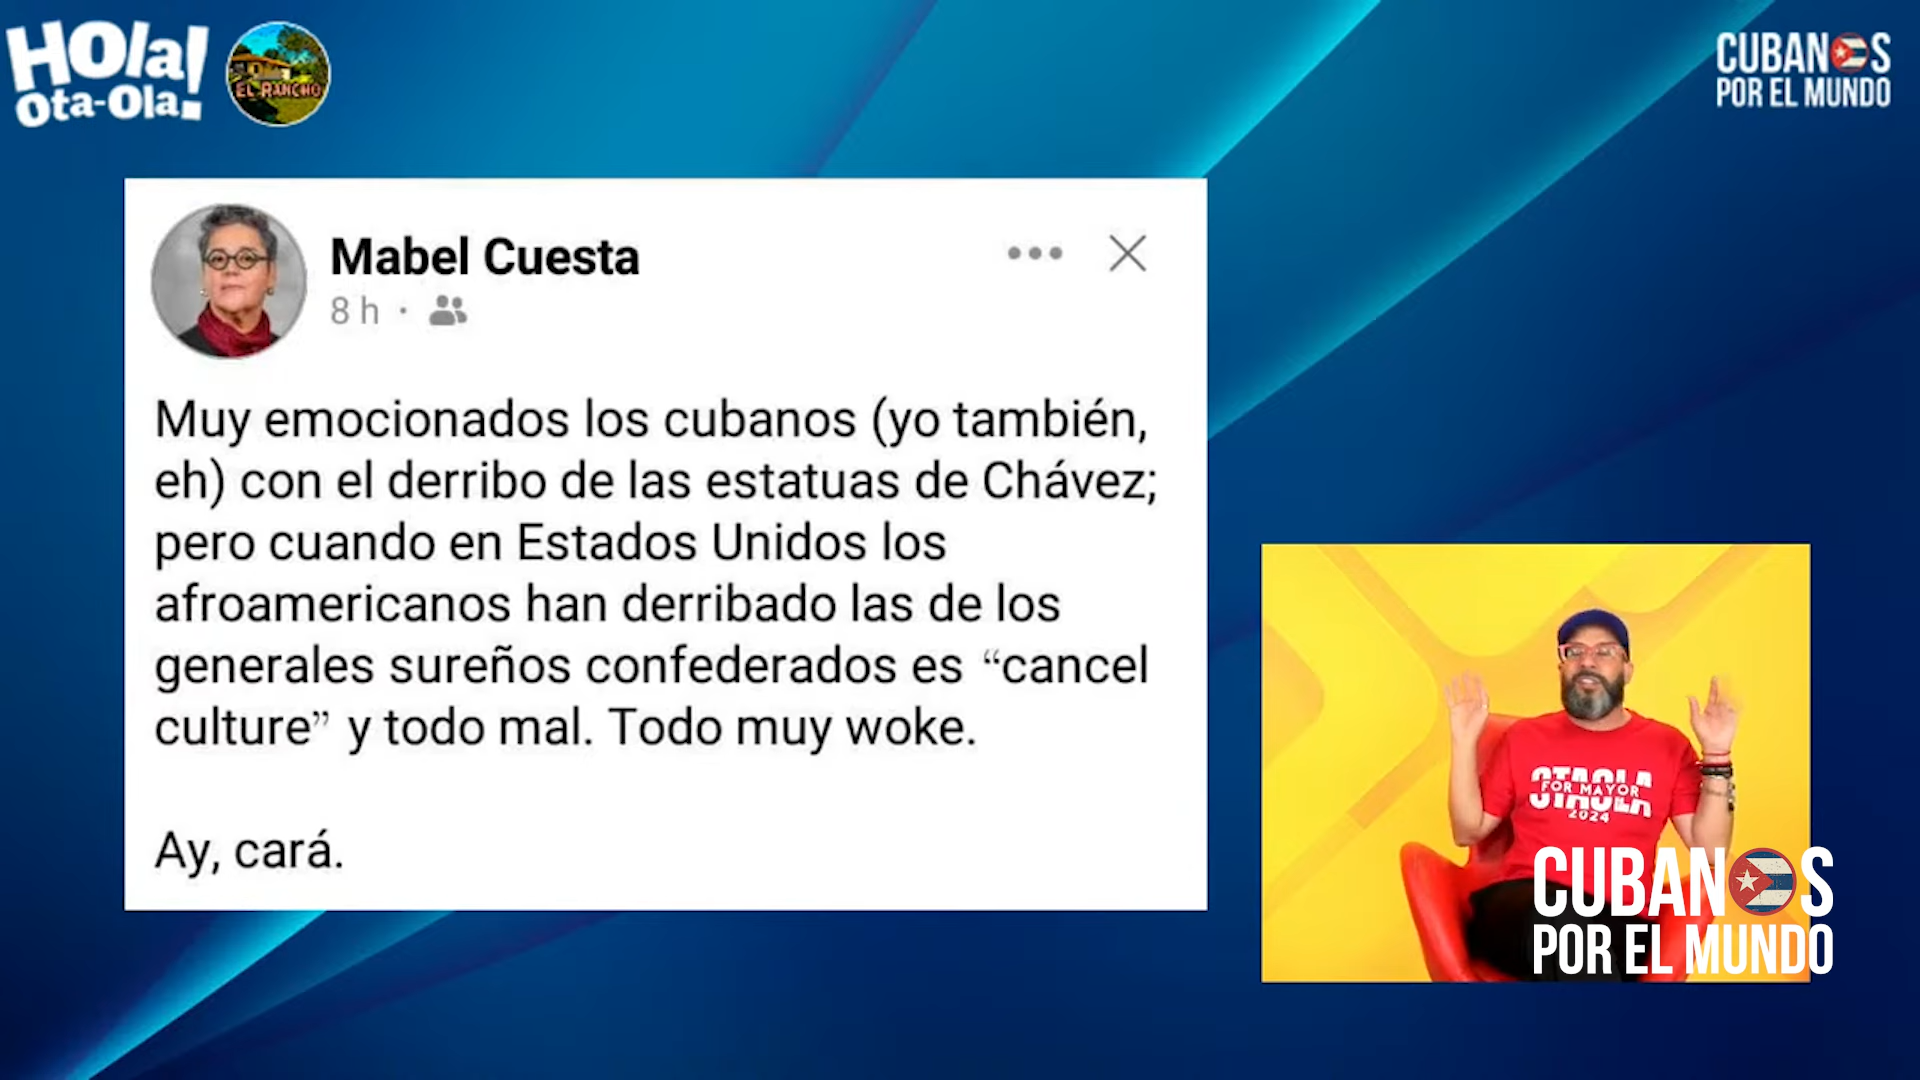 HOla!
Ota-Ola!
EL RANCHO
CUBANOS
POR EL MUNDO
Mabel Cuesta
8 h ·
Muy emocionados los cubanos (yo también,
eh) con el derribo de las estatuas de Chávez;
pero cuando en Estados Unidos los
afroamericanos han derribado las de los
generales sureños confederados es “cancel
culture” y todo mal. Todo muy woke.
Ay, cará.
OTAOLA
FOR MAYOR
2024
CUBANOS
POR EL MUNDO